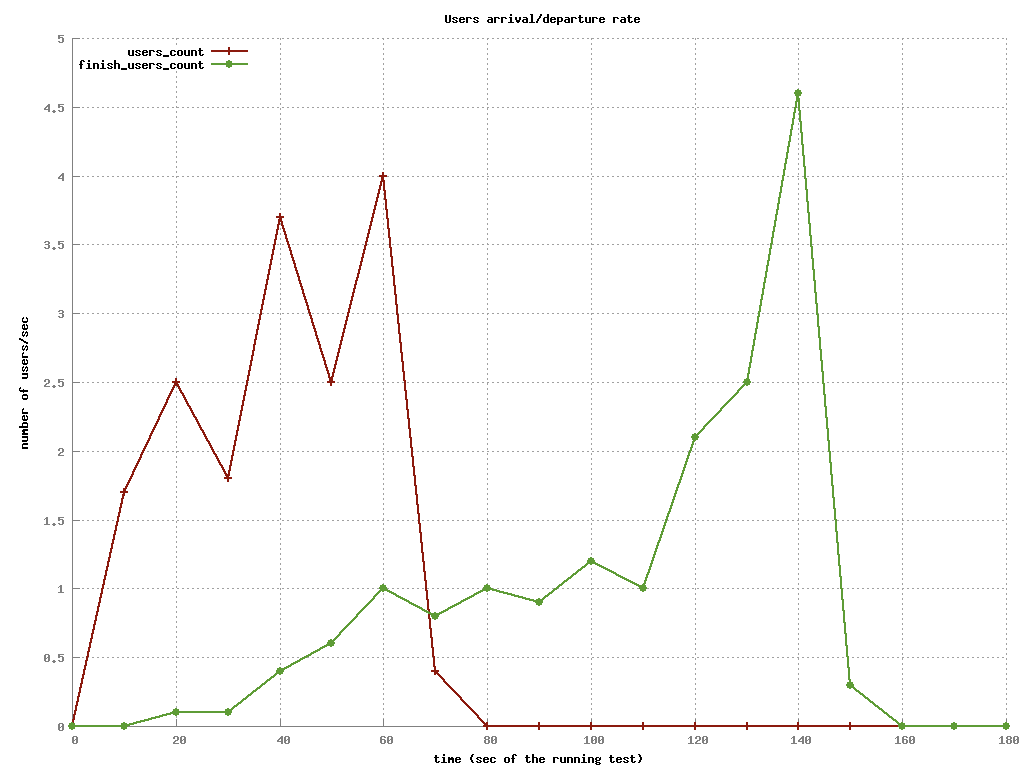 Users arrival/departure rate
users_count
finish_users_count
number of users/sec
5
4.5
4
3.5
3
2.5
2
1.5
1
0.5
0
0 20 40 60 80 100 120 140 160 180
time (sec of the running test)